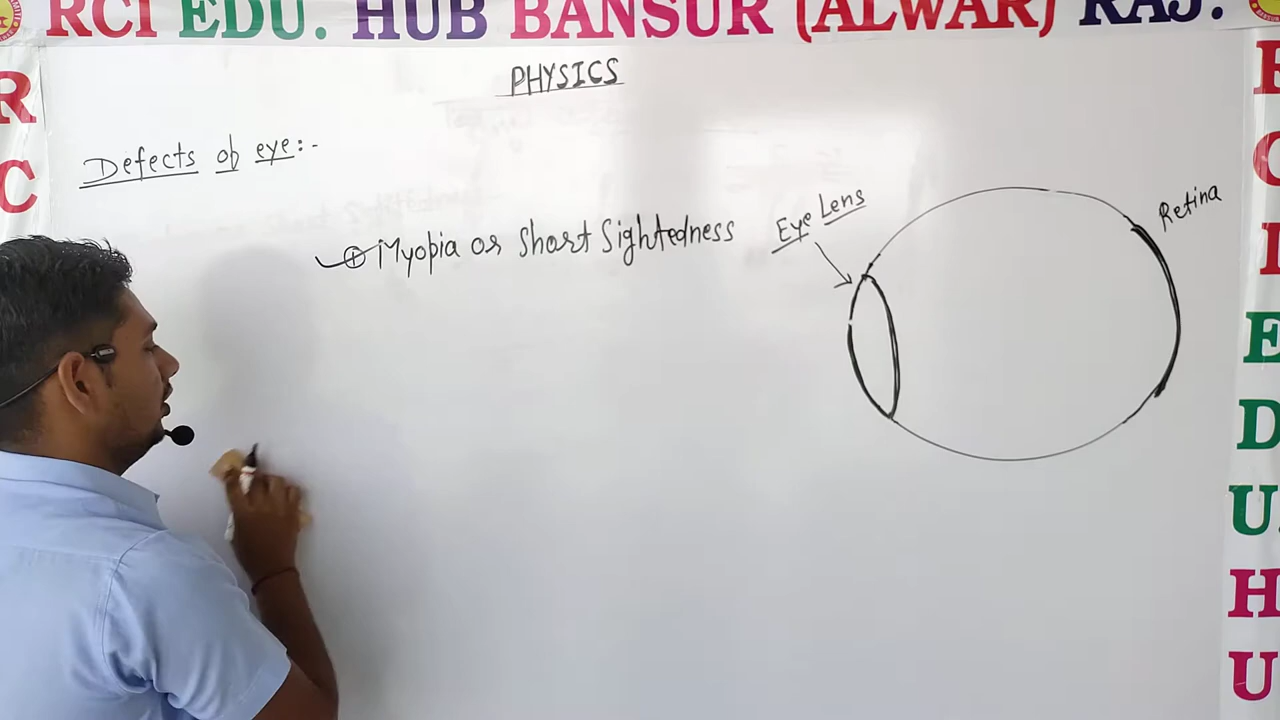 RCI EDU. HUB BANSUR (ALWAR) RAJ.
PHYSICS
Defects of eye:-
① Myopia or Short Sightedness
Eye Lens
Retina
R
C
R
C
I
E
D
U.
H
U